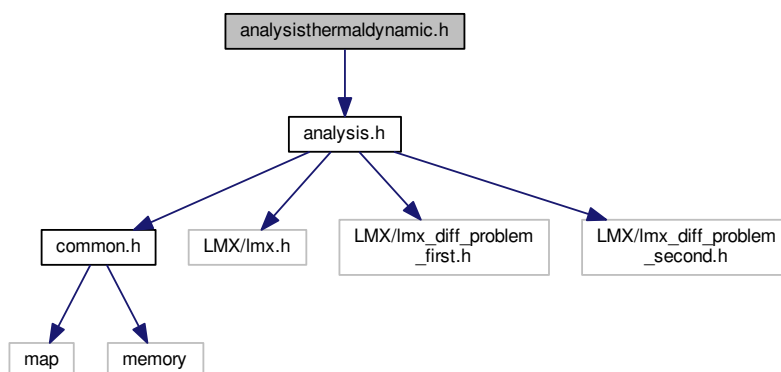 analysisthermaldynamic.h
analysis.h
common.h
LMX/lmx.h
LMX/lmx_diff_problem
_first.h
LMX/lmx_diff_problem
_second.h
map
memory